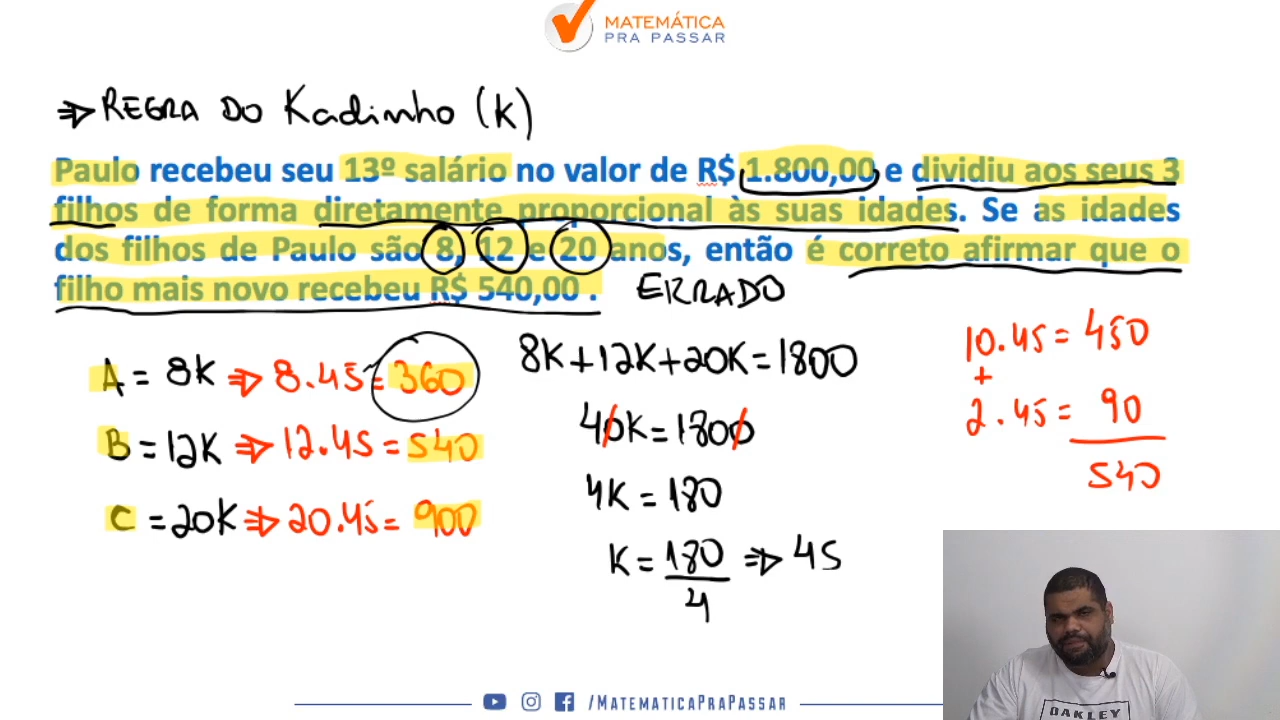 MATEMÁTICA
PRA PASSAR
⇒ REGRA DO Kadinho (K)
Paulo recebeu seu 13º salário no valor de R$ 1.800,00 e dividiu aos seus 3
filhos de forma diretamente proporcional às suas idades. Se as idades
dos filhos de Paulo são 8, 12 e 20 anos, então é correto afirmar que o
filho mais novo recebeu R$ 540,00 . ERRADO
A = 8K ⇒ 8.45 = 360
B = 12K ⇒ 12.45 = 540
C = 20K ⇒ 20.45 = 900
8K+12K+20K=1800
40K=1800
4K = 180
K = 180/4 ⇒ 45
10.45 = 450
+
2.45 = 90
540
OAKLEY
/MatematicaPraPassar